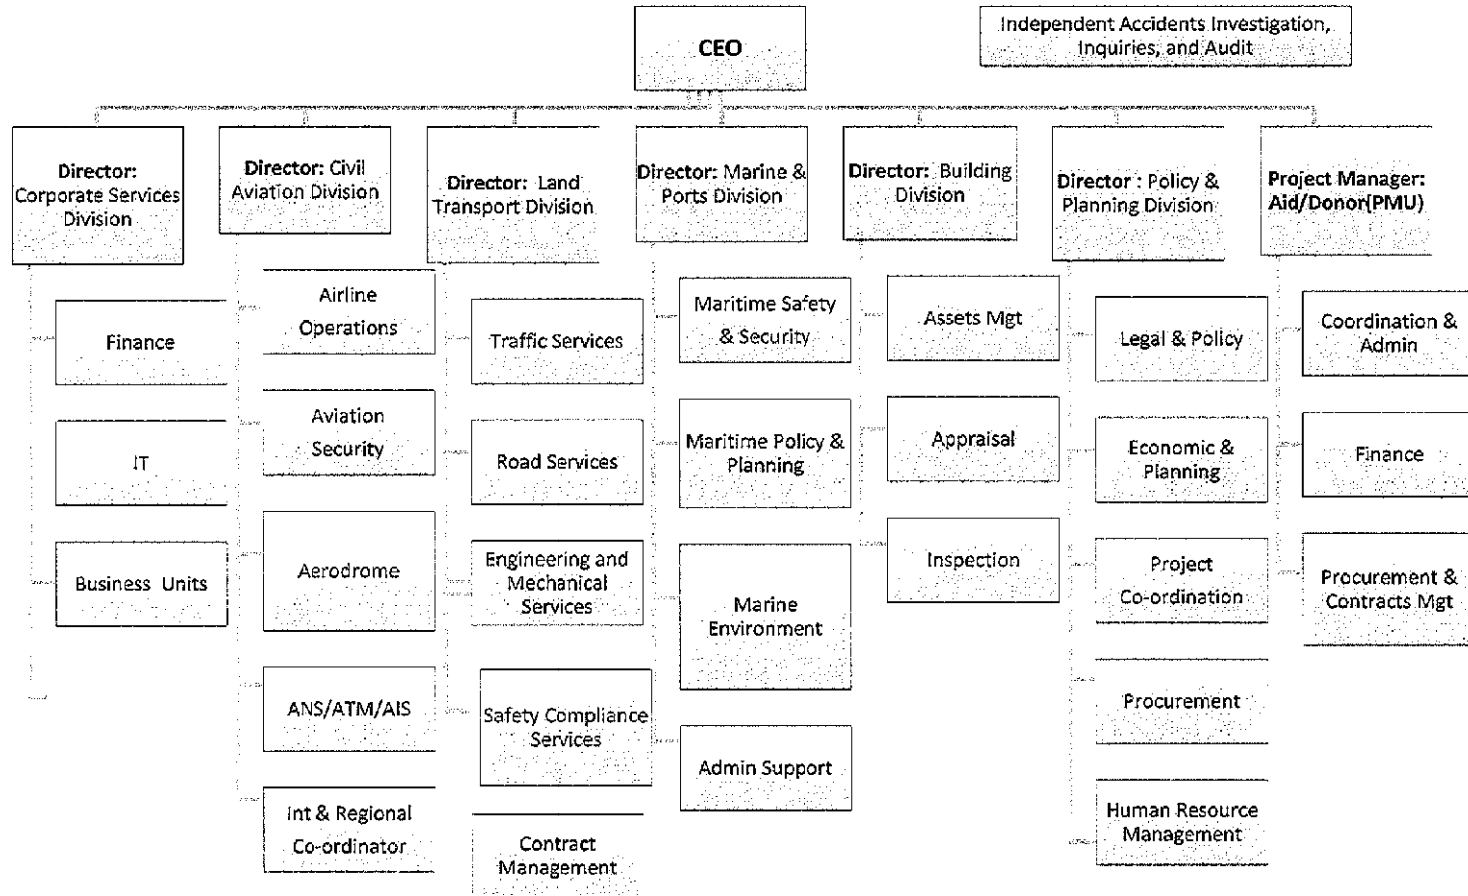 CEO
Independent Accidents Investigation,
Inquiries, and Audit
Director:
Corporate Services
Division
Director: Civil
Aviation Division
Director: Land
Transport Division
Director: Marine &
Ports Division
Director: Building
Division
Director : Policy &
Planning Division
Project Manager:
Aid/Donor(PMU)
Finance
IT
Business Units
Airline
Operations
Aviation
Security
Aerodrome
ANS/ATM/AIS
Int & Regional
Co-ordinator
Traffic Services
Road Services
Engineering and
Mechanical
Services
Safety Compliance
Services
Contract
Management
Maritime Safety
& Security
Maritime Policy &
Planning
Marine
Environment
Admin Support
Assets Mgt
Appraisal
Inspection
Legal & Policy
Economic &
Planning
Project
Co-ordination
Procurement
Human Resource
Management
Coordination &
Admin
Finance
Procurement &
Contracts Mgt